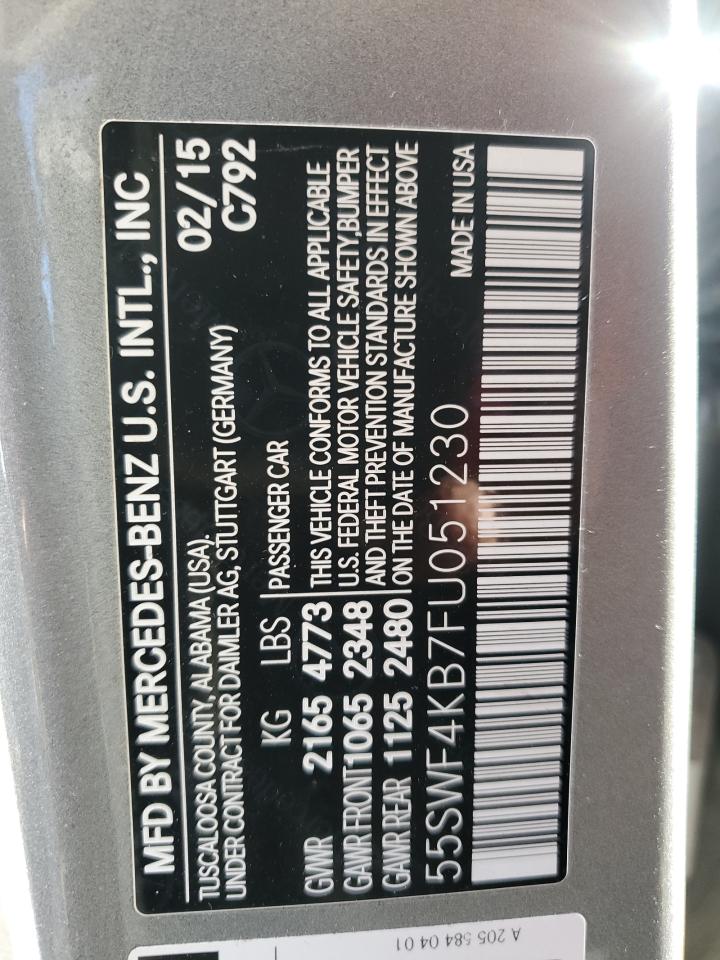 MFD BY MERCEDES-BENZ U.S. INTL., INC
TUSCALOOSA COUNTY, ALABAMA (USA). 02/15
UNDER CONTRACT FOR DAIMLER AG, STUTTGART (GERMANY) C792
KG LBS PASSENGER CAR
GVWR 2165 4773 THIS VEHICLE CONFORMS TO ALL APPLICABLE
GAWR FRONT 1065 2348 U.S. FEDERAL MOTOR VEHICLE SAFETY,BUMPER
GAWR REAR 1125 2480 AND THEFT PREVENTION STANDARDS IN EFFECT
ON THE DATE OF MANUFACTURE SHOWN ABOVE
55SWF4KB7FU051230 MADE IN USA
A 205 584 04 01